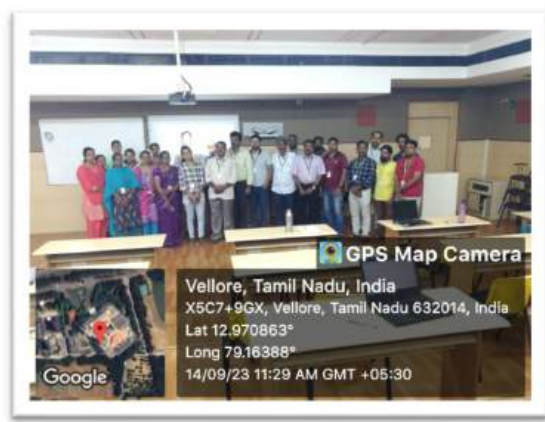 GPS Map Camera
Vellore, Tamil Nadu, India
X5C7+9GX, Vellore, Tamil Nadu 632014, India
Lat 12.970863°
Long 79.16388°
14/09/23 11:29 AM GMT +05:30
Google